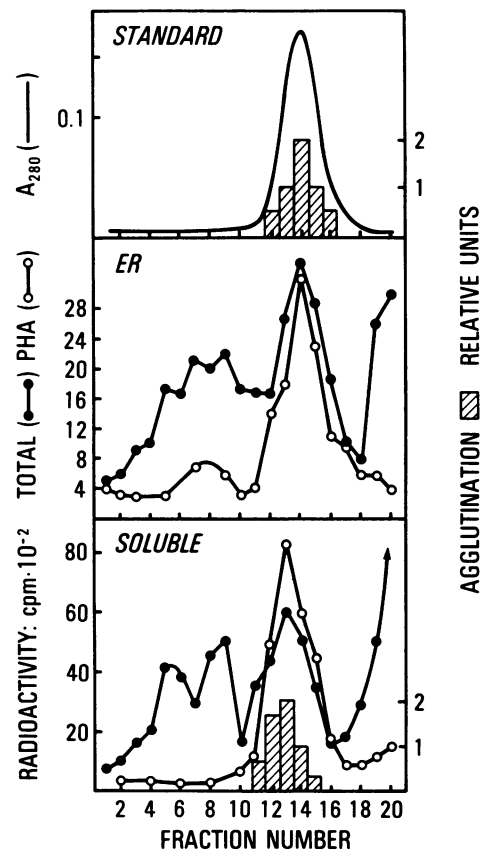 STANDARD
A280 (——)
0.1
2
1
ER
TOTAL (●—●) PHA (○—○)
28
24
20
16
12
8
4
AGGLUTINATION RELATIVE UNITS
SOLUBLE
RADIOACTIVITY: cpm·10-2
80
60
40
20
2
1
2 4 6 8 10 12 14 16 18 20
FRACTION NUMBER